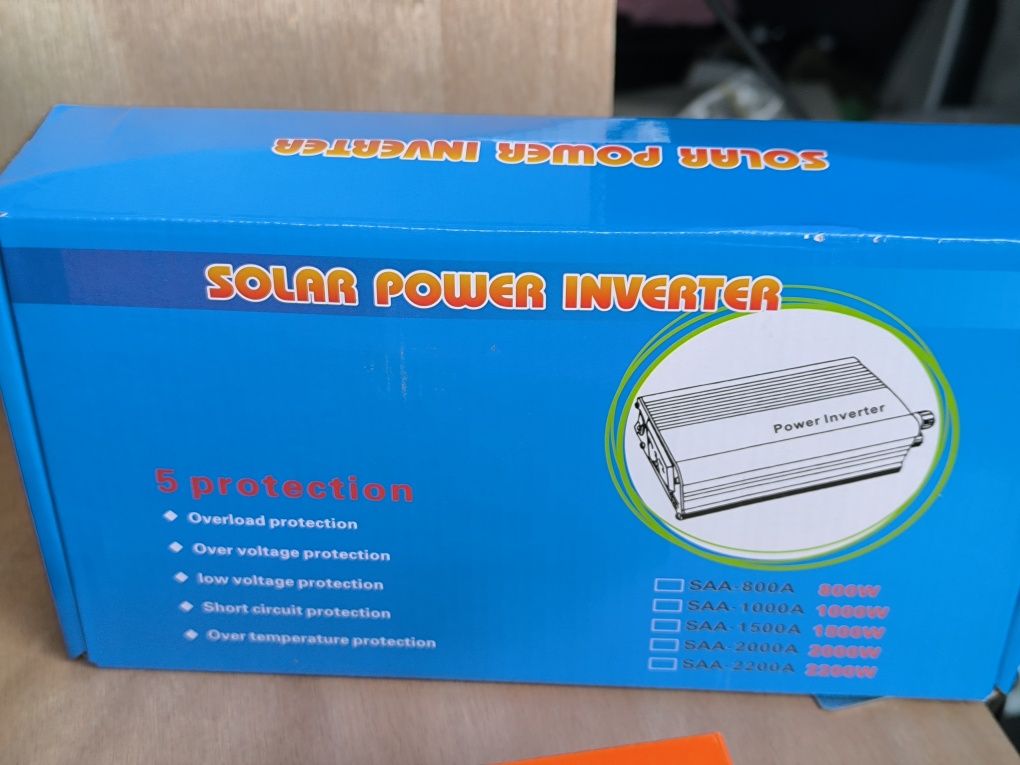 SOLAR POWER INVERTER
SOLAR POWER INVERTER
Power Inverter
5 protection
Overload protection
Over voltage protection
low voltage protection
Short circuit protection
Over temperature protection
SAA-800A 800W
SAA-1000A 1000W
SAA-1500A 1500W
SAA-2000A 2000W
SAA-2200A 2200W